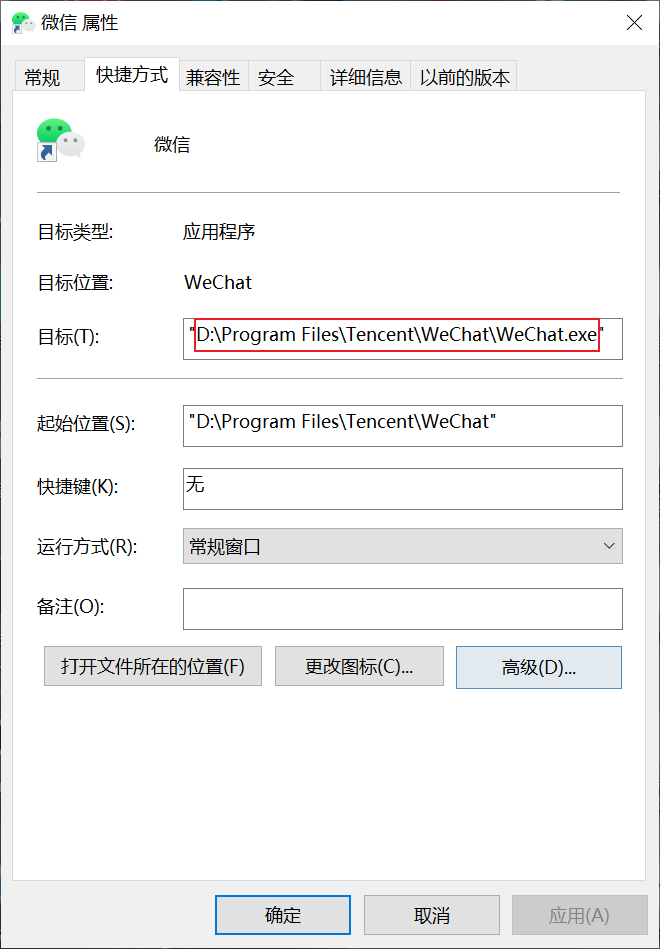 微信 属性
常规 快捷方式 兼容性 安全 详细信息 以前的版本
微信
目标类型: 应用程序
目标位置: WeChat
目标(T): "D:\Program Files\Tencent\WeChat\WeChat.exe"
起始位置(S): "D:\Program Files\Tencent\WeChat"
快捷键(K): 无
运行方式(R): 常规窗口
备注(O):
打开文件所在的位置(F) 更改图标(C)... 高级(D)...
确定 取消 应用(A)